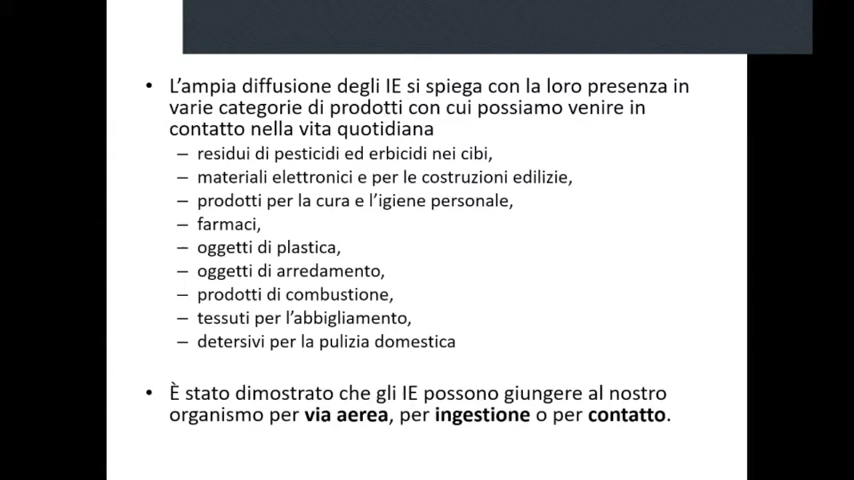 • L'ampia diffusione degli IE si spiega con la loro presenza in
varie categorie di prodotti con cui possiamo venire in
contatto nella vita quotidiana
– residui di pesticidi ed erbicidi nei cibi,
– materiali elettronici e per le costruzioni edilizie,
– prodotti per la cura e l'igiene personale,
– farmaci,
– oggetti di plastica,
– oggetti di arredamento,
– prodotti di combustione,
– tessuti per l'abbigliamento,
– detersivi per la pulizia domestica
• È stato dimostrato che gli IE possono giungere al nostro
organismo per via aerea, per ingestione o per contatto.